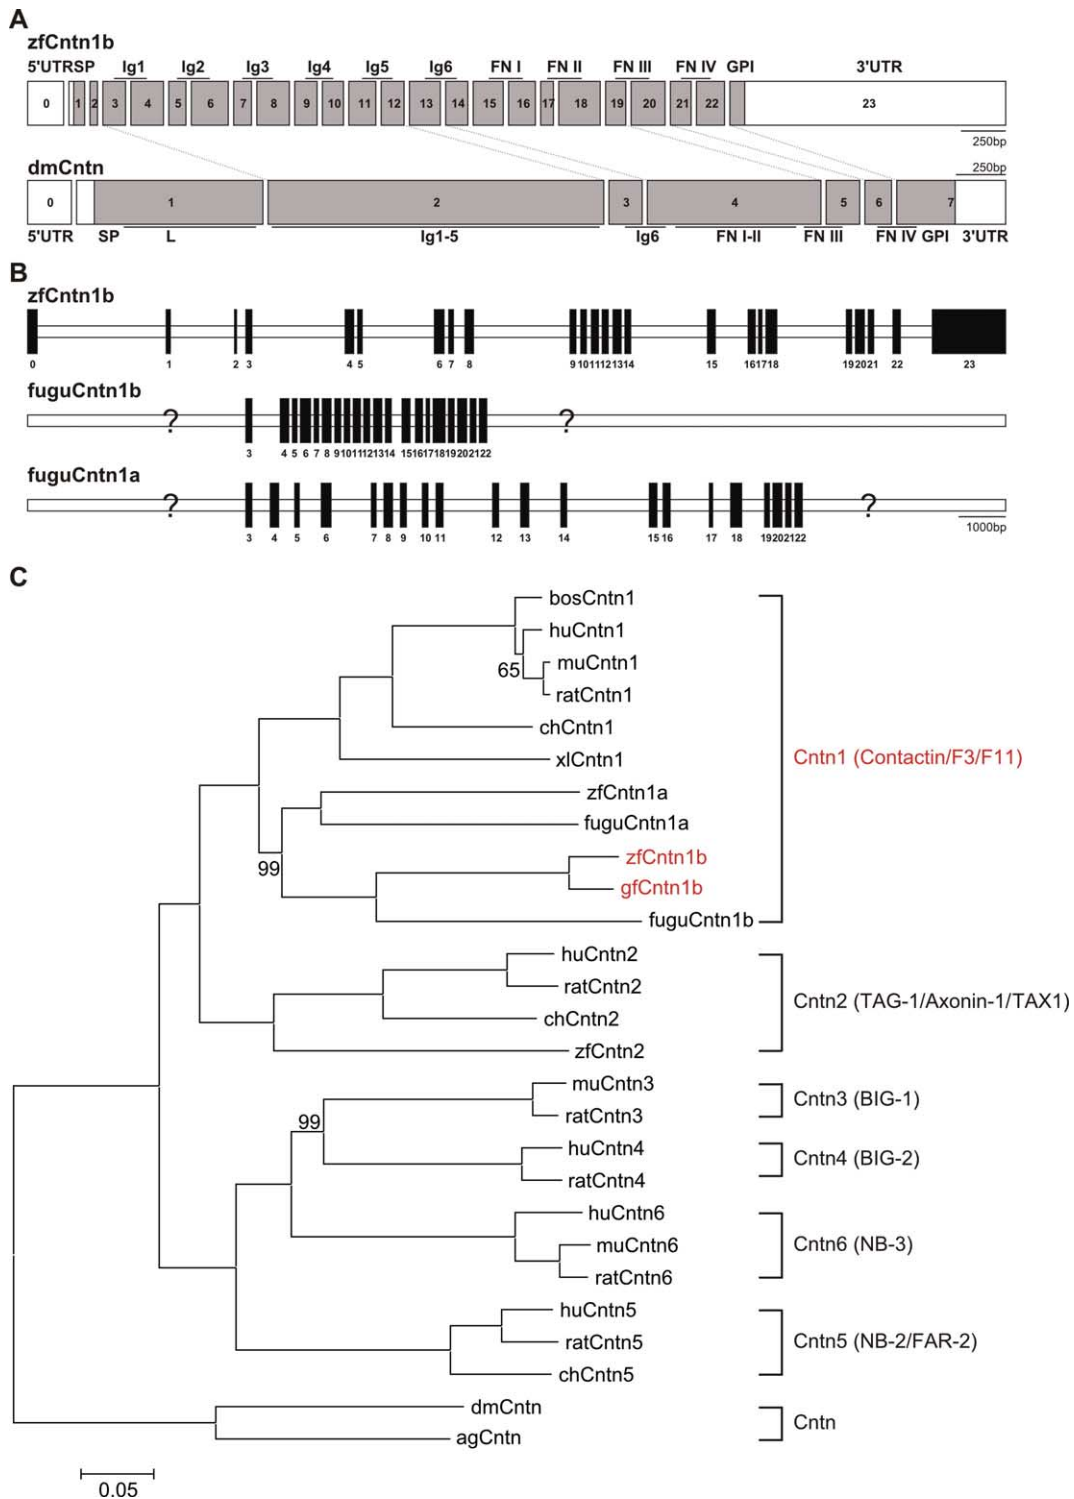 A
zfCntn1b
5'UTR SP Ig1 Ig2 Ig3 Ig4 Ig5 Ig6 FN I FN II FN III FN IV GPI 3'UTR
0 1 2 3 4 5 6 7 8 9 10 11 12 13 14 15 16 17 18 19 20 21 22 23
250bp
dmCntn
250bp
0 1 2 3 4 5 6 7
5'UTR SP L Ig1-5 Ig6 FN I-II FN III FN IV GPI 3'UTR
B
zfCntn1b
0 1 2 3 4 5 6 7 8 9 10 11 12 13 14 15 16 17 18 19 20 21 22 23
fuguCntn1b
? ?
3 4 5 6 7 8 9 10 11 12 13 14 15 16 17 18 19 20 21 22
fuguCntn1a
? ?
1000bp
3 4 5 6 7 8 9 10 11 12 13 14 15 16 17 18 19 20 21 22
C
bosCntn1
huCntn1
65
muCntn1
ratCntn1
chCntn1
xlCntn1
Cntn1 (Contactin/F3/F11)
zfCntn1a
fuguCntn1a
99
zfCntn1b
gfCntn1b
fuguCntn1b
huCntn2
ratCntn2
Cntn2 (TAG-1/Axonin-1/TAX1)
chCntn2
zfCntn2
muCntn3
Cntn3 (BIG-1)
ratCntn3
99
huCntn4
Cntn4 (BIG-2)
ratCntn4
huCntn6
muCntn6
Cntn6 (NB-3)
ratCntn6
huCntn5
ratCntn5
Cntn5 (NB-2/FAR-2)
chCntn5
dmCntn
Cntn
agCntn
0.05